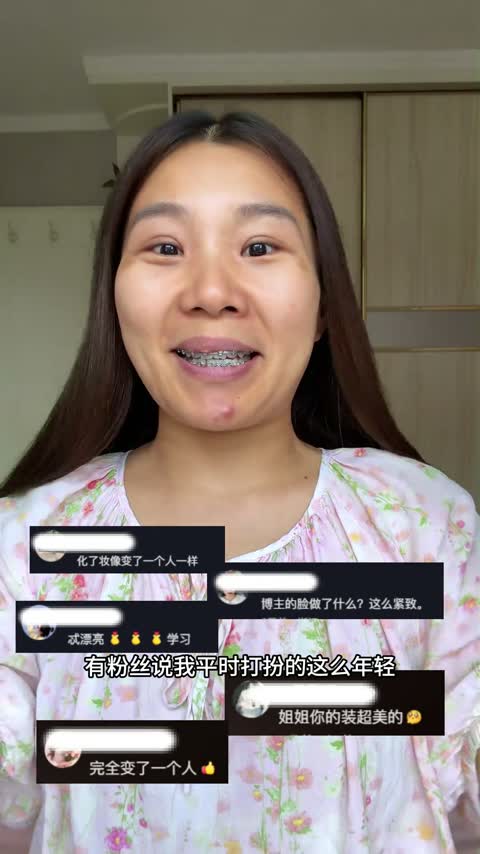 化了妆像变了一个人一样
博主的脸做了什么？这么紧致。
忒漂亮🏅🏅🏅学习
有粉丝说我平时打扮的这么年轻
姐姐你的装超美的🥺
完全变了一个人👍